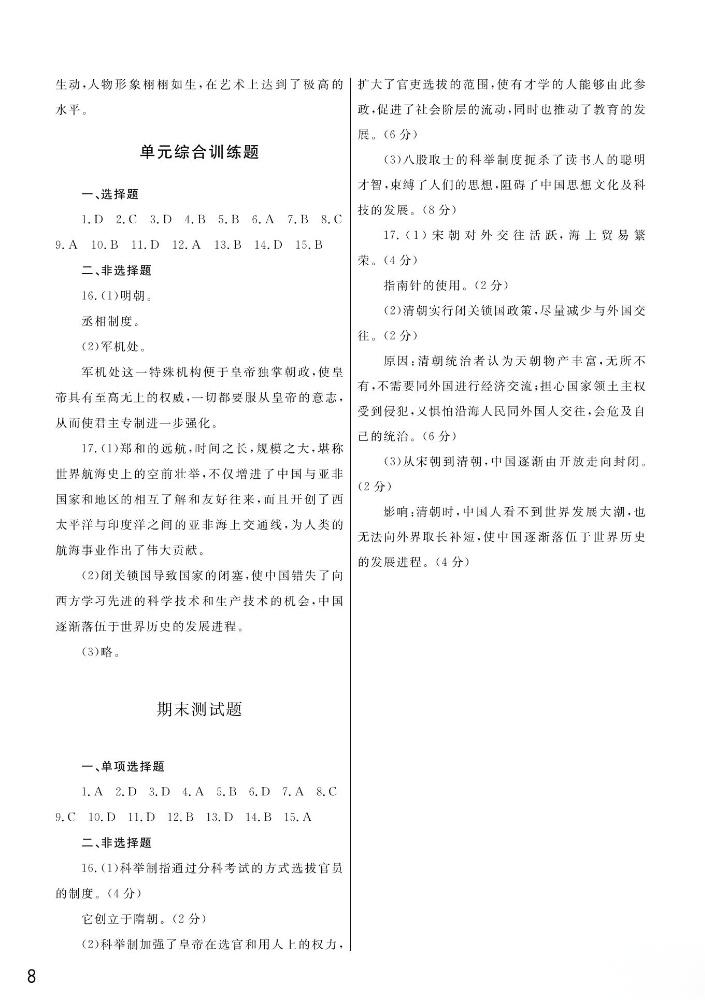 生动,人物形象栩栩如生,在艺术上达到了极高的
水平。
单元综合训练题
一、选择题
1.D 2.C 3.D 4.B 5.B 6.A 7.B 8.C
9.A 10.B 11.D 12.A 13.B 14.D 15.B
二、非选择题
16.(1)明朝。
丞相制度。
(2)军机处。
军机处这一特殊机构便于皇帝独掌朝政,使皇
帝具有至高无上的权威,一切都要服从皇帝的意志,
从而使君主专制进一步强化。
17.(1)郑和的远航,时间之长,规模之大,堪称
世界航海史上的空前壮举,不仅增进了中国与亚非
国家和地区的相互了解和友好往来,而且开创了西
太平洋与印度洋之间的亚非海上交通线,为人类的
航海事业作出了伟大贡献。
(2)闭关锁国导致国家的闭塞,使中国错失了向
西方学习先进的科学技术和生产技术的机会,中国
逐渐落伍于世界历史的发展进程。
(3)略。
期末测试题
一、单项选择题
1.A 2.D 3.D 4.A 5.B 6.D 7.A 8.C
9.C 10.D 11.D 12.B 13.D 14.B 15.A
二、非选择题
16.(1)科举制指通过分科考试的方式选拔官员
的制度。(4分)
它创立于隋朝。(2分)
(2)科举制加强了皇帝在选官和用人上的权力,
扩大了官吏选拔的范围,使有才学的人能够由此参
政,促进了社会阶层的流动,同时也推动了教育的发
展。(6分)
(3)八股取士的科举制度扼杀了读书人的聪明
才智,束缚了人们的思想,阻碍了中国思想文化及科
技的发展。(8分)
17.(1)宋朝对外交往活跃,海上贸易繁
荣。(4分)
指南针的使用。(2分)
(2)清朝实行闭关锁国政策,尽量减少与外国交
往。(2分)
原因:清朝统治者认为天朝物产丰富,无所不
有,不需要同外国进行经济交流;担心国家领土主权
受到侵犯,又惧怕沿海人民同外国人交往,会危及自
己的统治。(6分)
(3)从宋朝到清朝,中国逐渐由开放走向封闭。
(2分)
影响:清朝时,中国人看不到世界发展大潮,也
无法向外界取长补短,使中国逐渐落伍于世界历史
的发展进程。(4分)
8